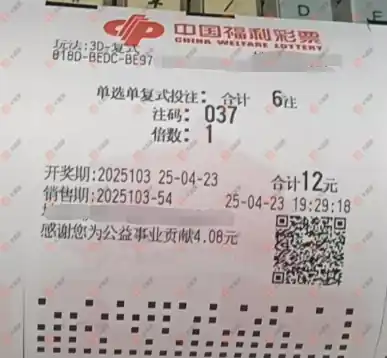 中国福利彩票
CHINA WELFARE LOTTERY
玩法:3D-复式
01BD-BEDC-BE97
单选单复式投注: 合计 6注
注码: 037
倍数: 1
开奖期:2025103 25-04-23 合计12元
销售期:2025103-54 25-04-23 19:29:18
感谢您为公益事业贡献4.08元
D